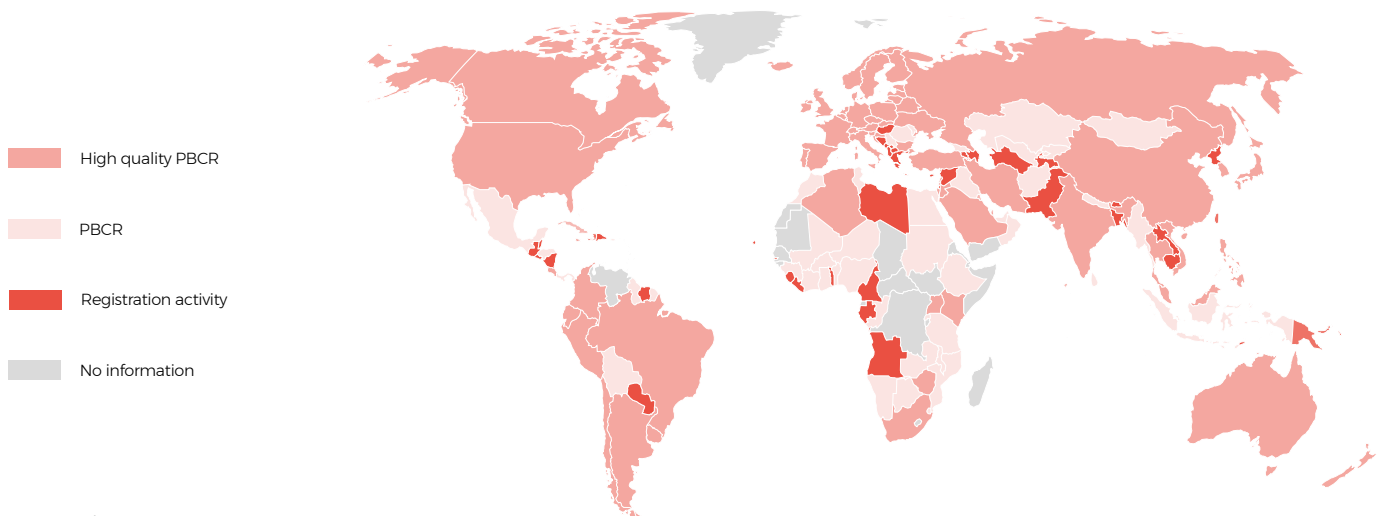 High quality PBCR
PBCR
Registration activity
No information